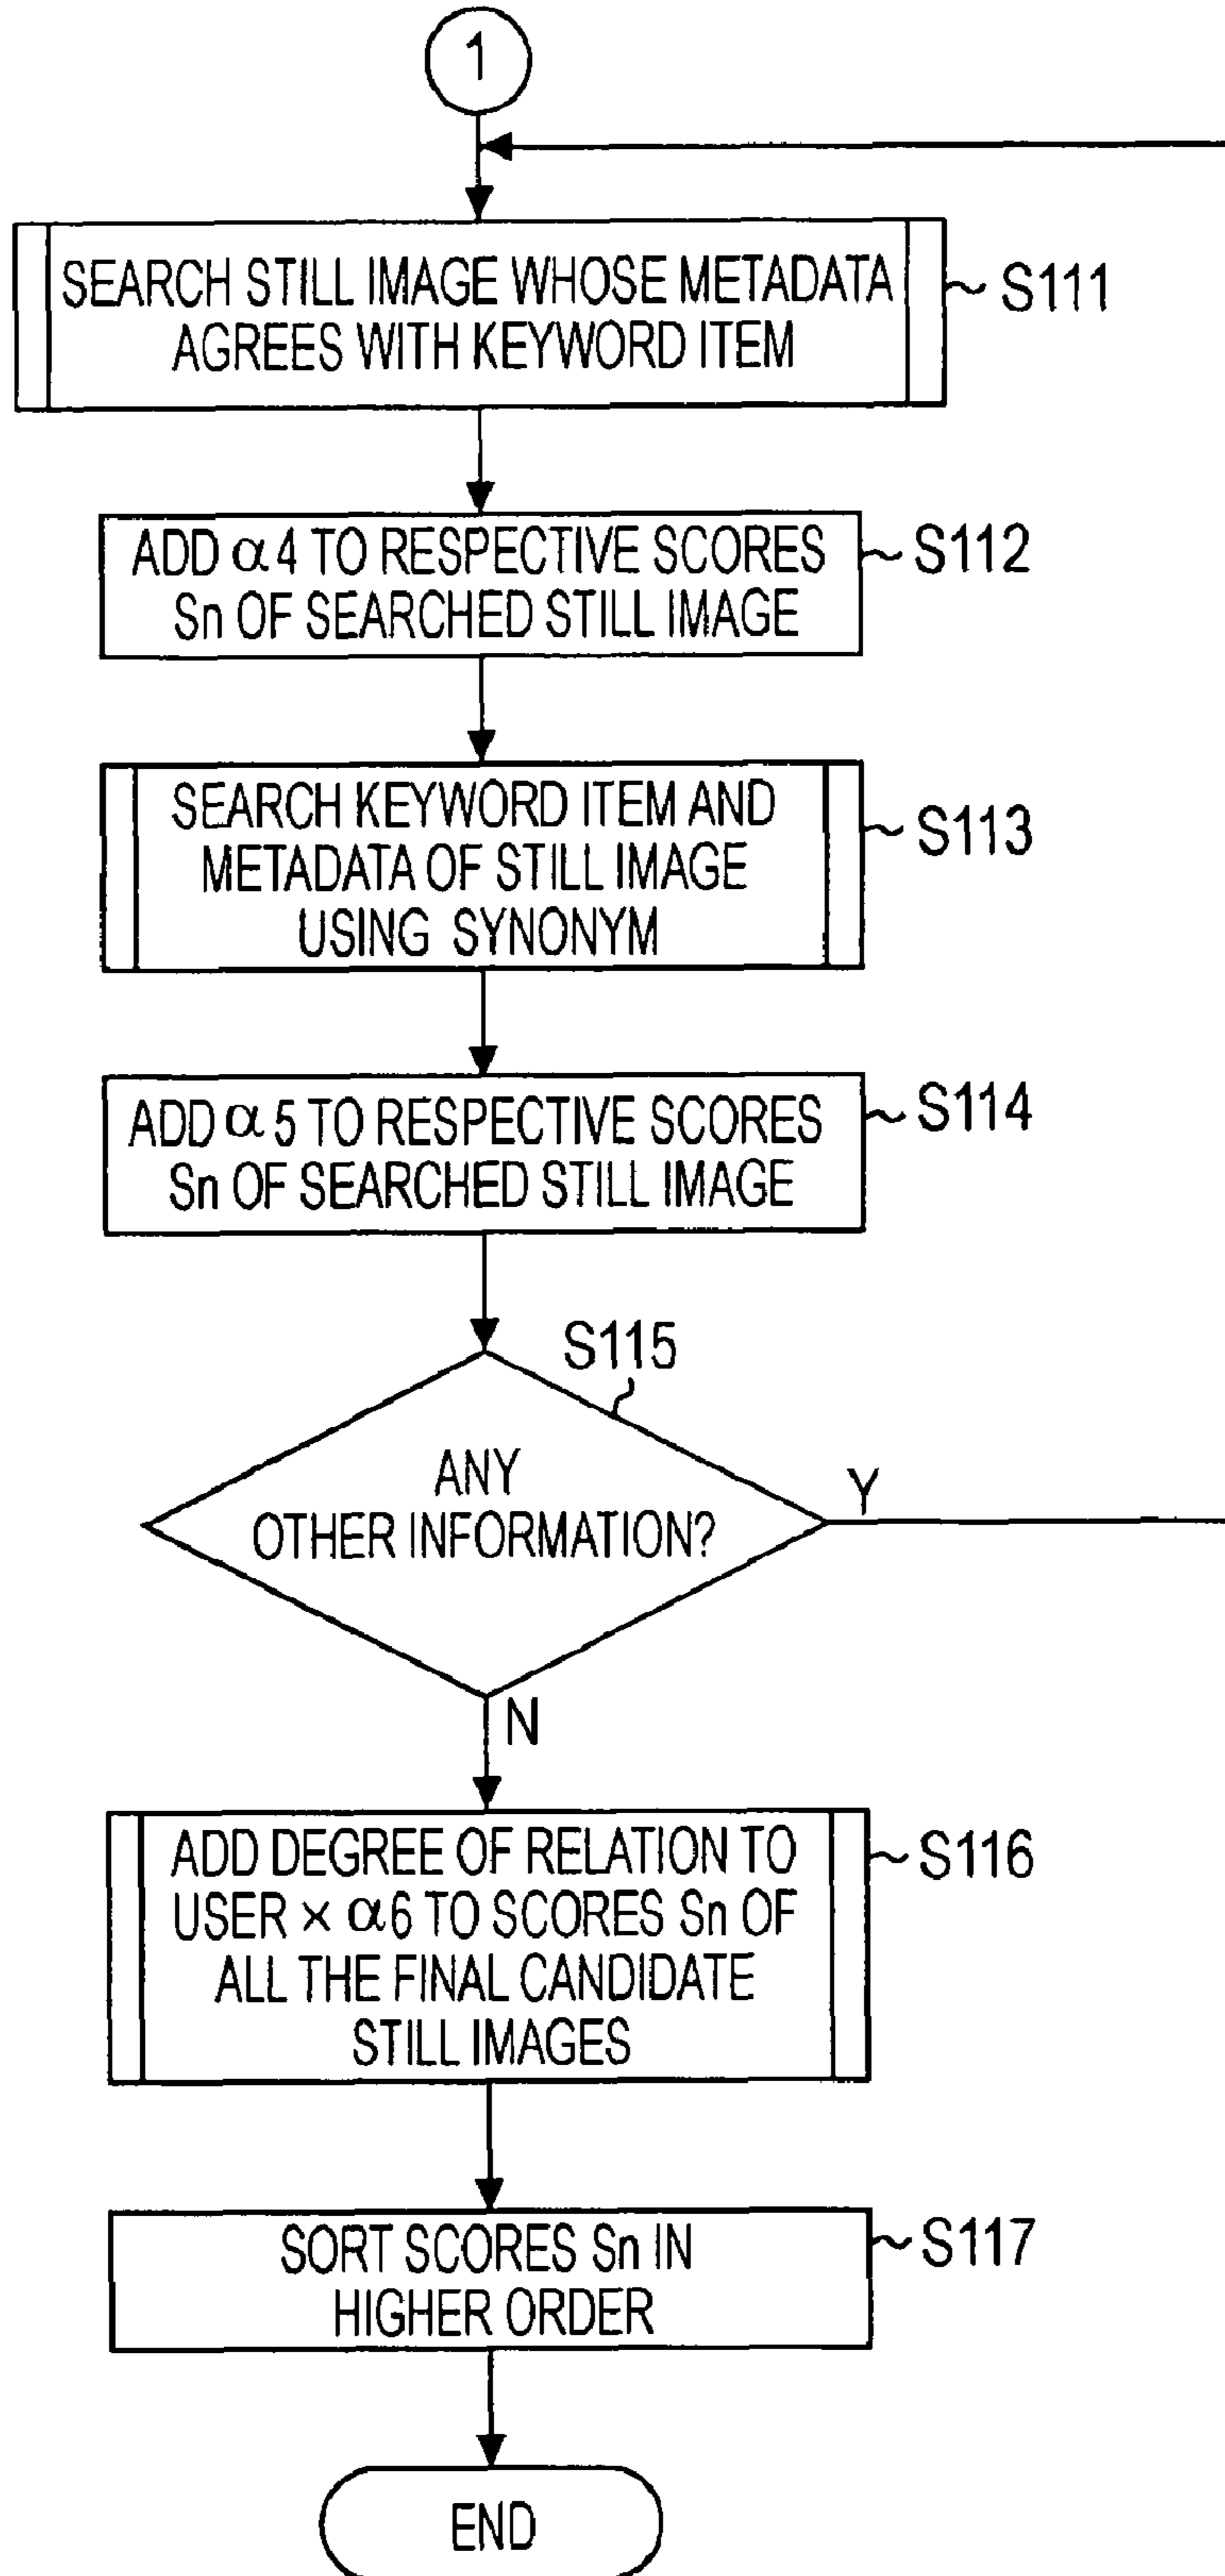 1
SEARCH STILL IMAGE WHOSE METADATA
AGREES WITH KEYWORD ITEM
S111
ADD α4 TO RESPECTIVE SCORES
Sn OF SEARCHED STILL IMAGE
S112
SEARCH KEYWORD ITEM AND
METADATA OF STILL IMAGE
USING SYNONYM
S113
ADD α5 TO RESPECTIVE SCORES
Sn OF SEARCHED STILL IMAGE
S114
S115
ANY
OTHER INFORMATION?
Y
N
ADD DEGREE OF RELATION TO
USER × α6 TO SCORES Sn OF
ALL THE FINAL CANDIDATE
STILL IMAGES
S116
SORT SCORES Sn IN
HIGHER ORDER
S117
END